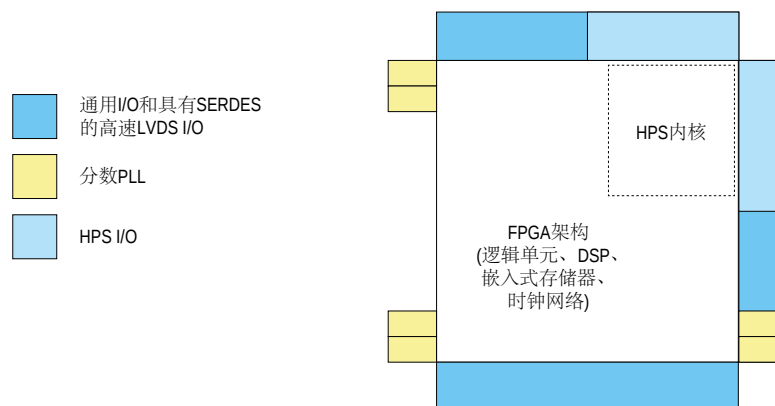 通用I/O和具有SERDES
的高速LVDS I/O
分数PLL
HPS I/O
HPS内核
FPGA架构
(逻辑单元、DSP、
嵌入式存储器、
时钟网络)